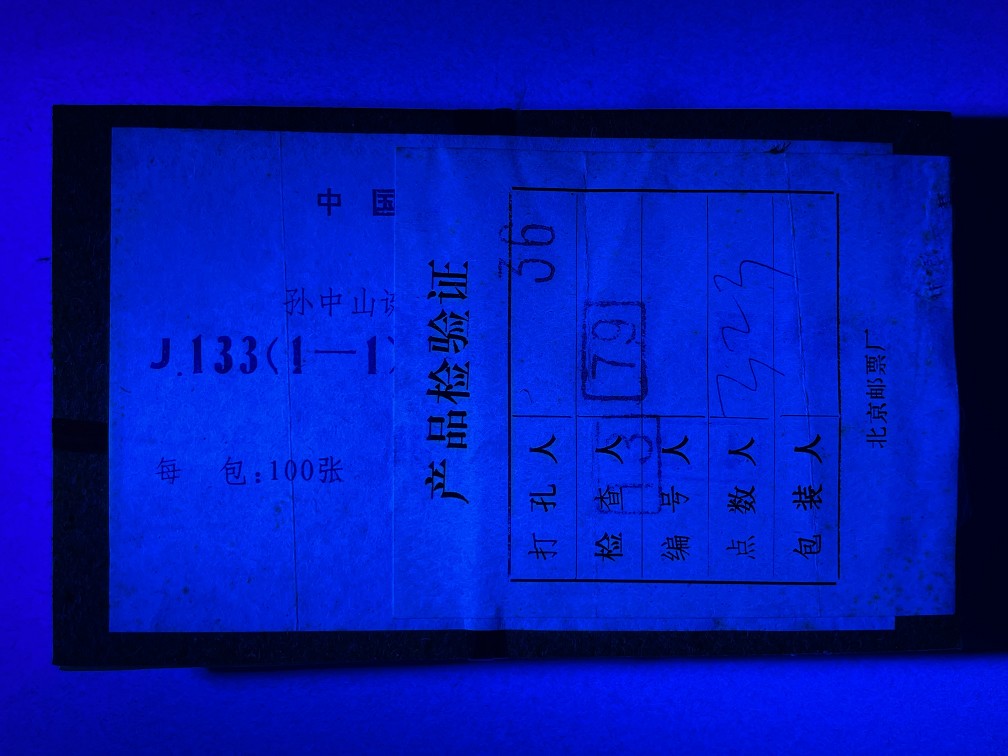 中国
孙中山诞
J.133(1—1)
每 包:100张
产品检验证
打孔人 36
检查人 79
13
编号人
点数人
包装人
北京邮票厂